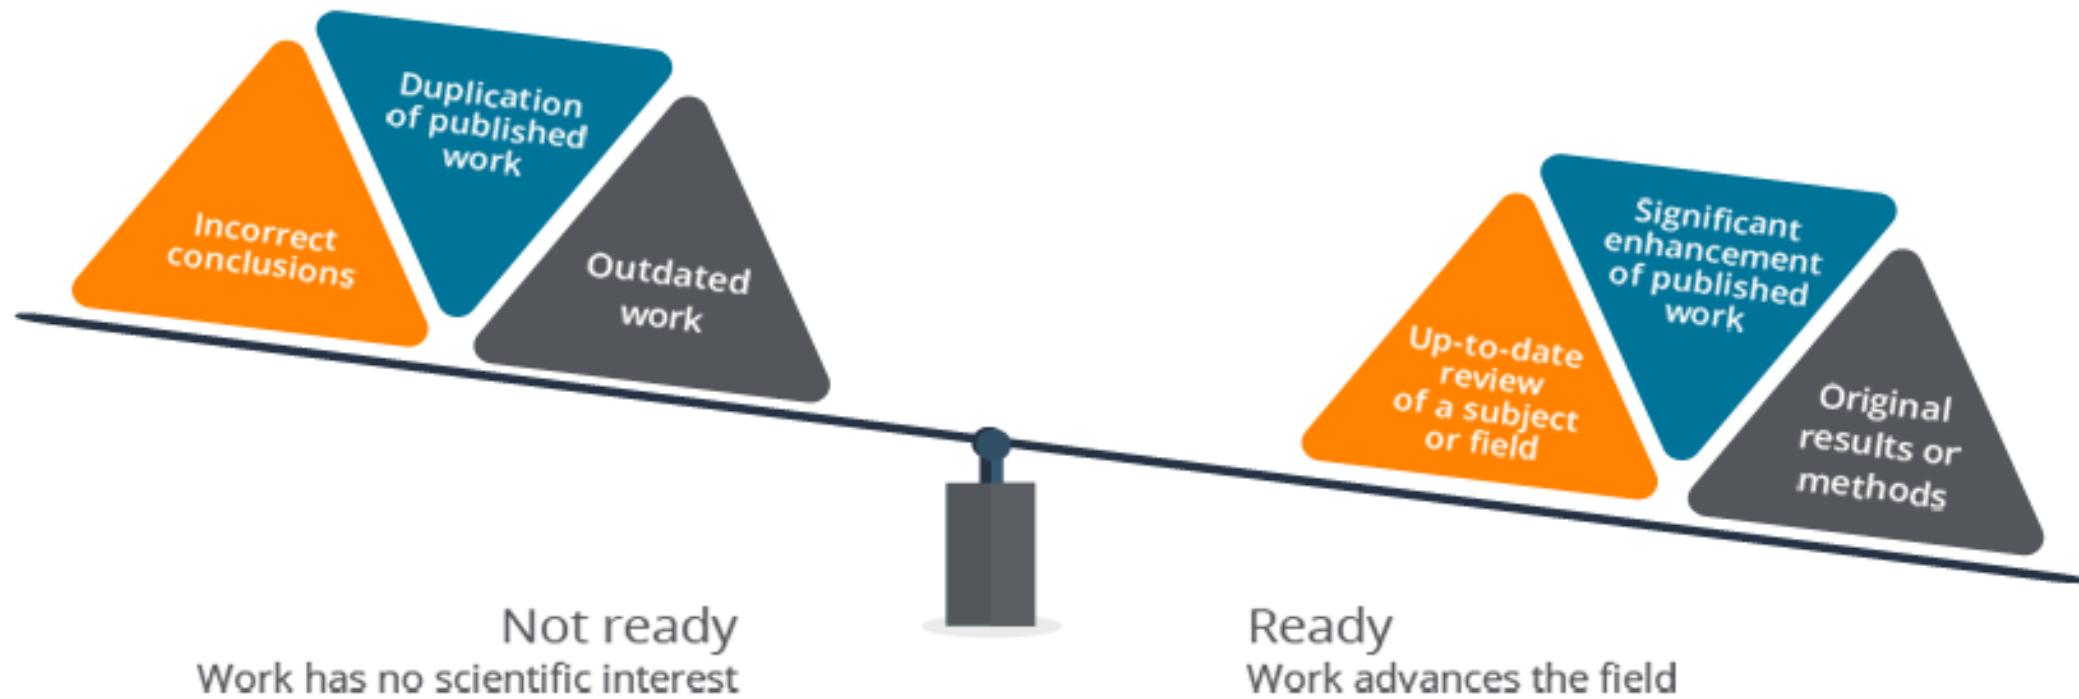 Incorrect
conclusions
Duplication
of published
work
Outdated
work
Up-to-date
review
of a subject
or field
Significant
enhancement
of published
work
Original
results or
methods
Not ready
Work has no scientific interest
Ready
Work advances the field